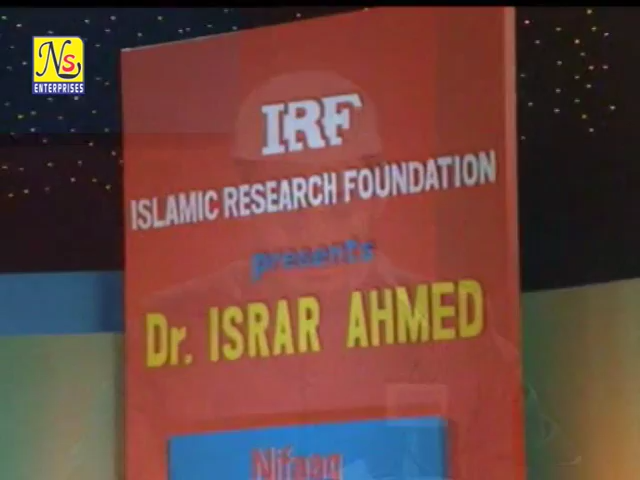 Ns
ENTERPRISES
IRF
ISLAMIC RESEARCH FOUNDATION
presents
Dr. ISRAR AHMED
Nifaaq